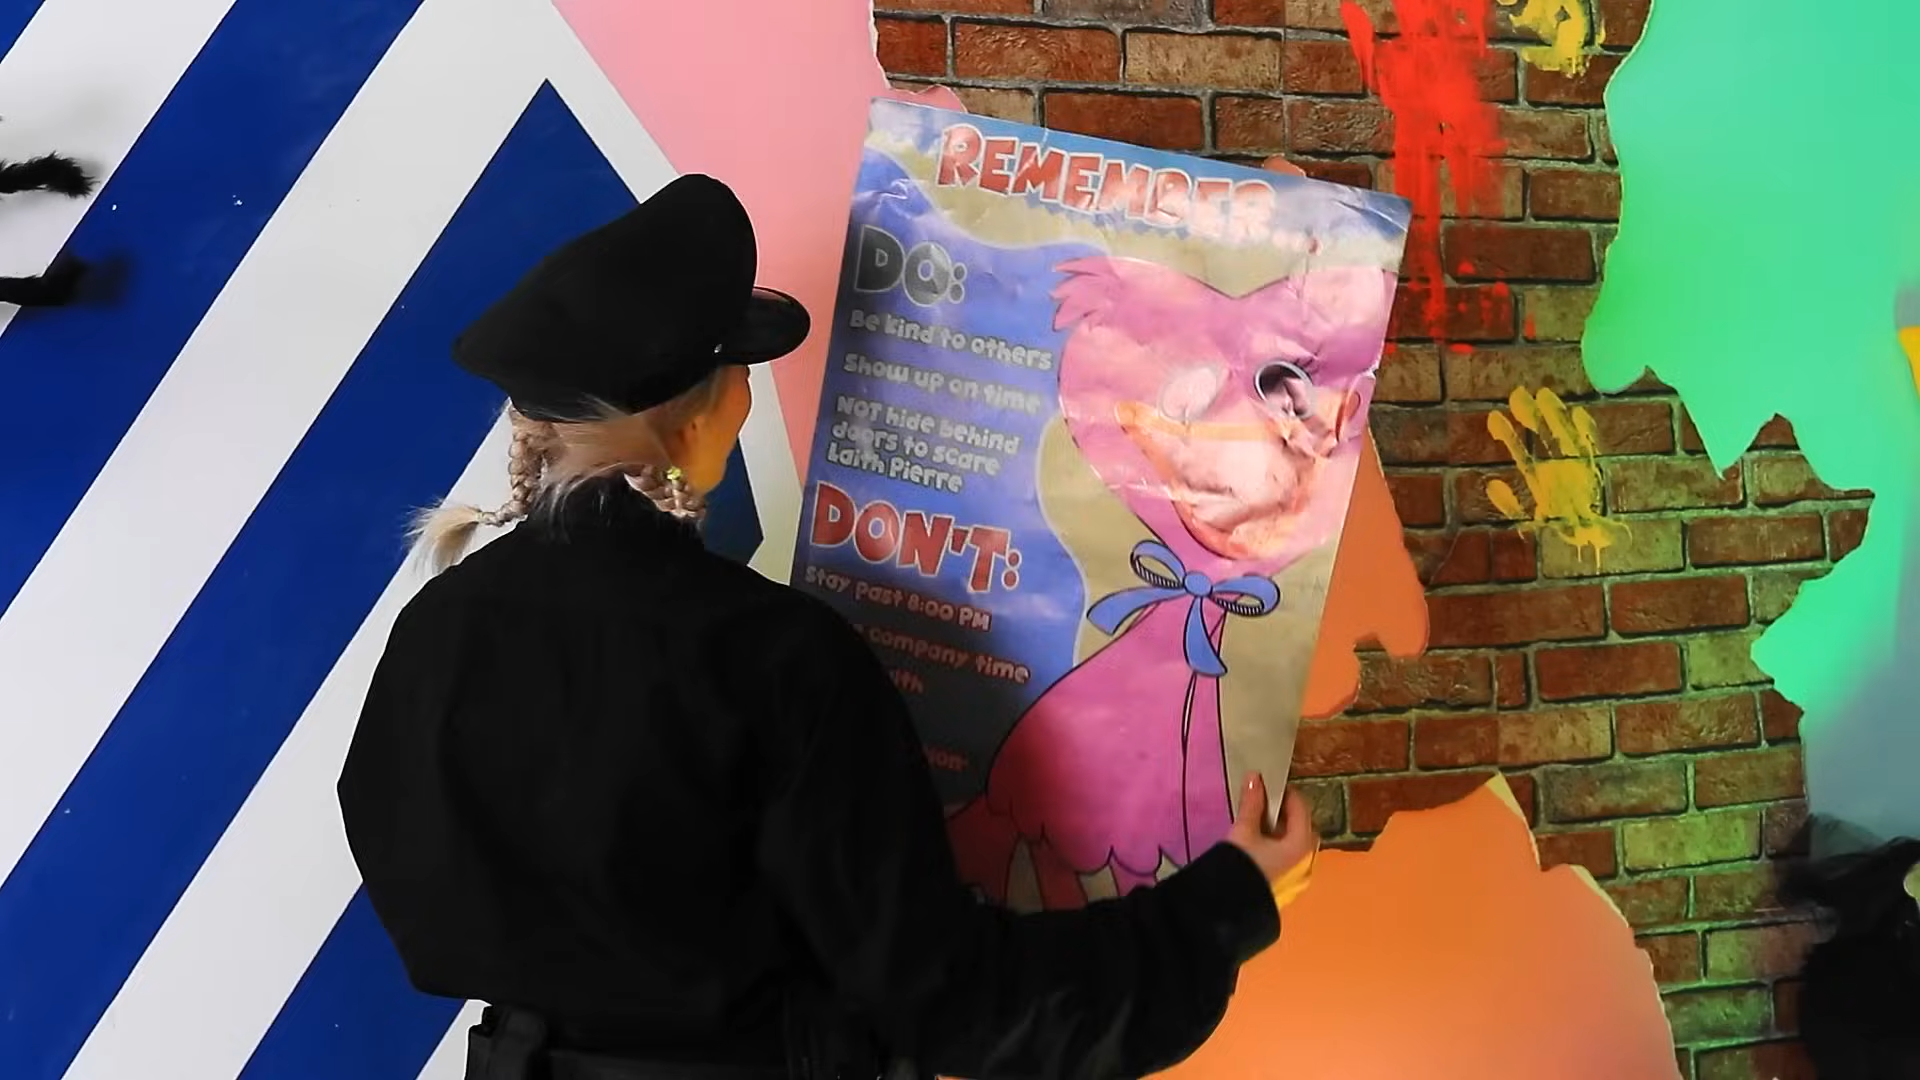 REMEMBER...
DO:
Be kind to others
Show up on time
NOT hide behind
doors to scare
Laith Pierre
DON'T:
Stay past 8:00 PM
company time